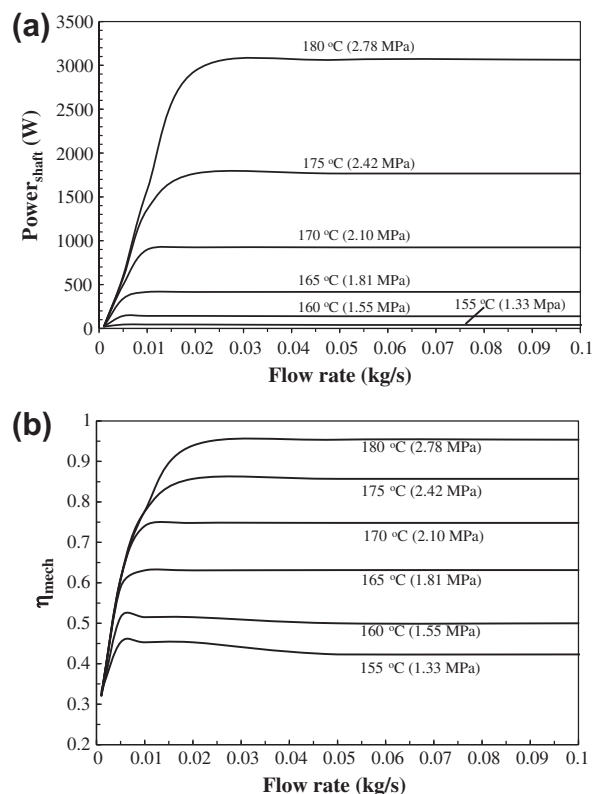 (a)
3500
3000
2500
2000
1500
1000
500
0
Power_shaft (W)
180 °C (2.78 MPa)
175 °C (2.42 MPa)
170 °C (2.10 MPa)
165 °C (1.81 MPa)
160 °C (1.55 MPa)
155 °C (1.33 Mpa)
0 0.01 0.02 0.03 0.04 0.05 0.06 0.07 0.08 0.09 0.1
Flow rate (kg/s)
(b)
1
0.9
0.8
0.7
0.6
0.5
0.4
0.3
0.2
η_mech
180 °C (2.78 MPa)
175 °C (2.42 MPa)
170 °C (2.10 MPa)
165 °C (1.81 MPa)
160 °C (1.55 MPa)
155 °C (1.33 MPa)
0 0.01 0.02 0.03 0.04 0.05 0.06 0.07 0.08 0.09 0.1
Flow rate (kg/s)